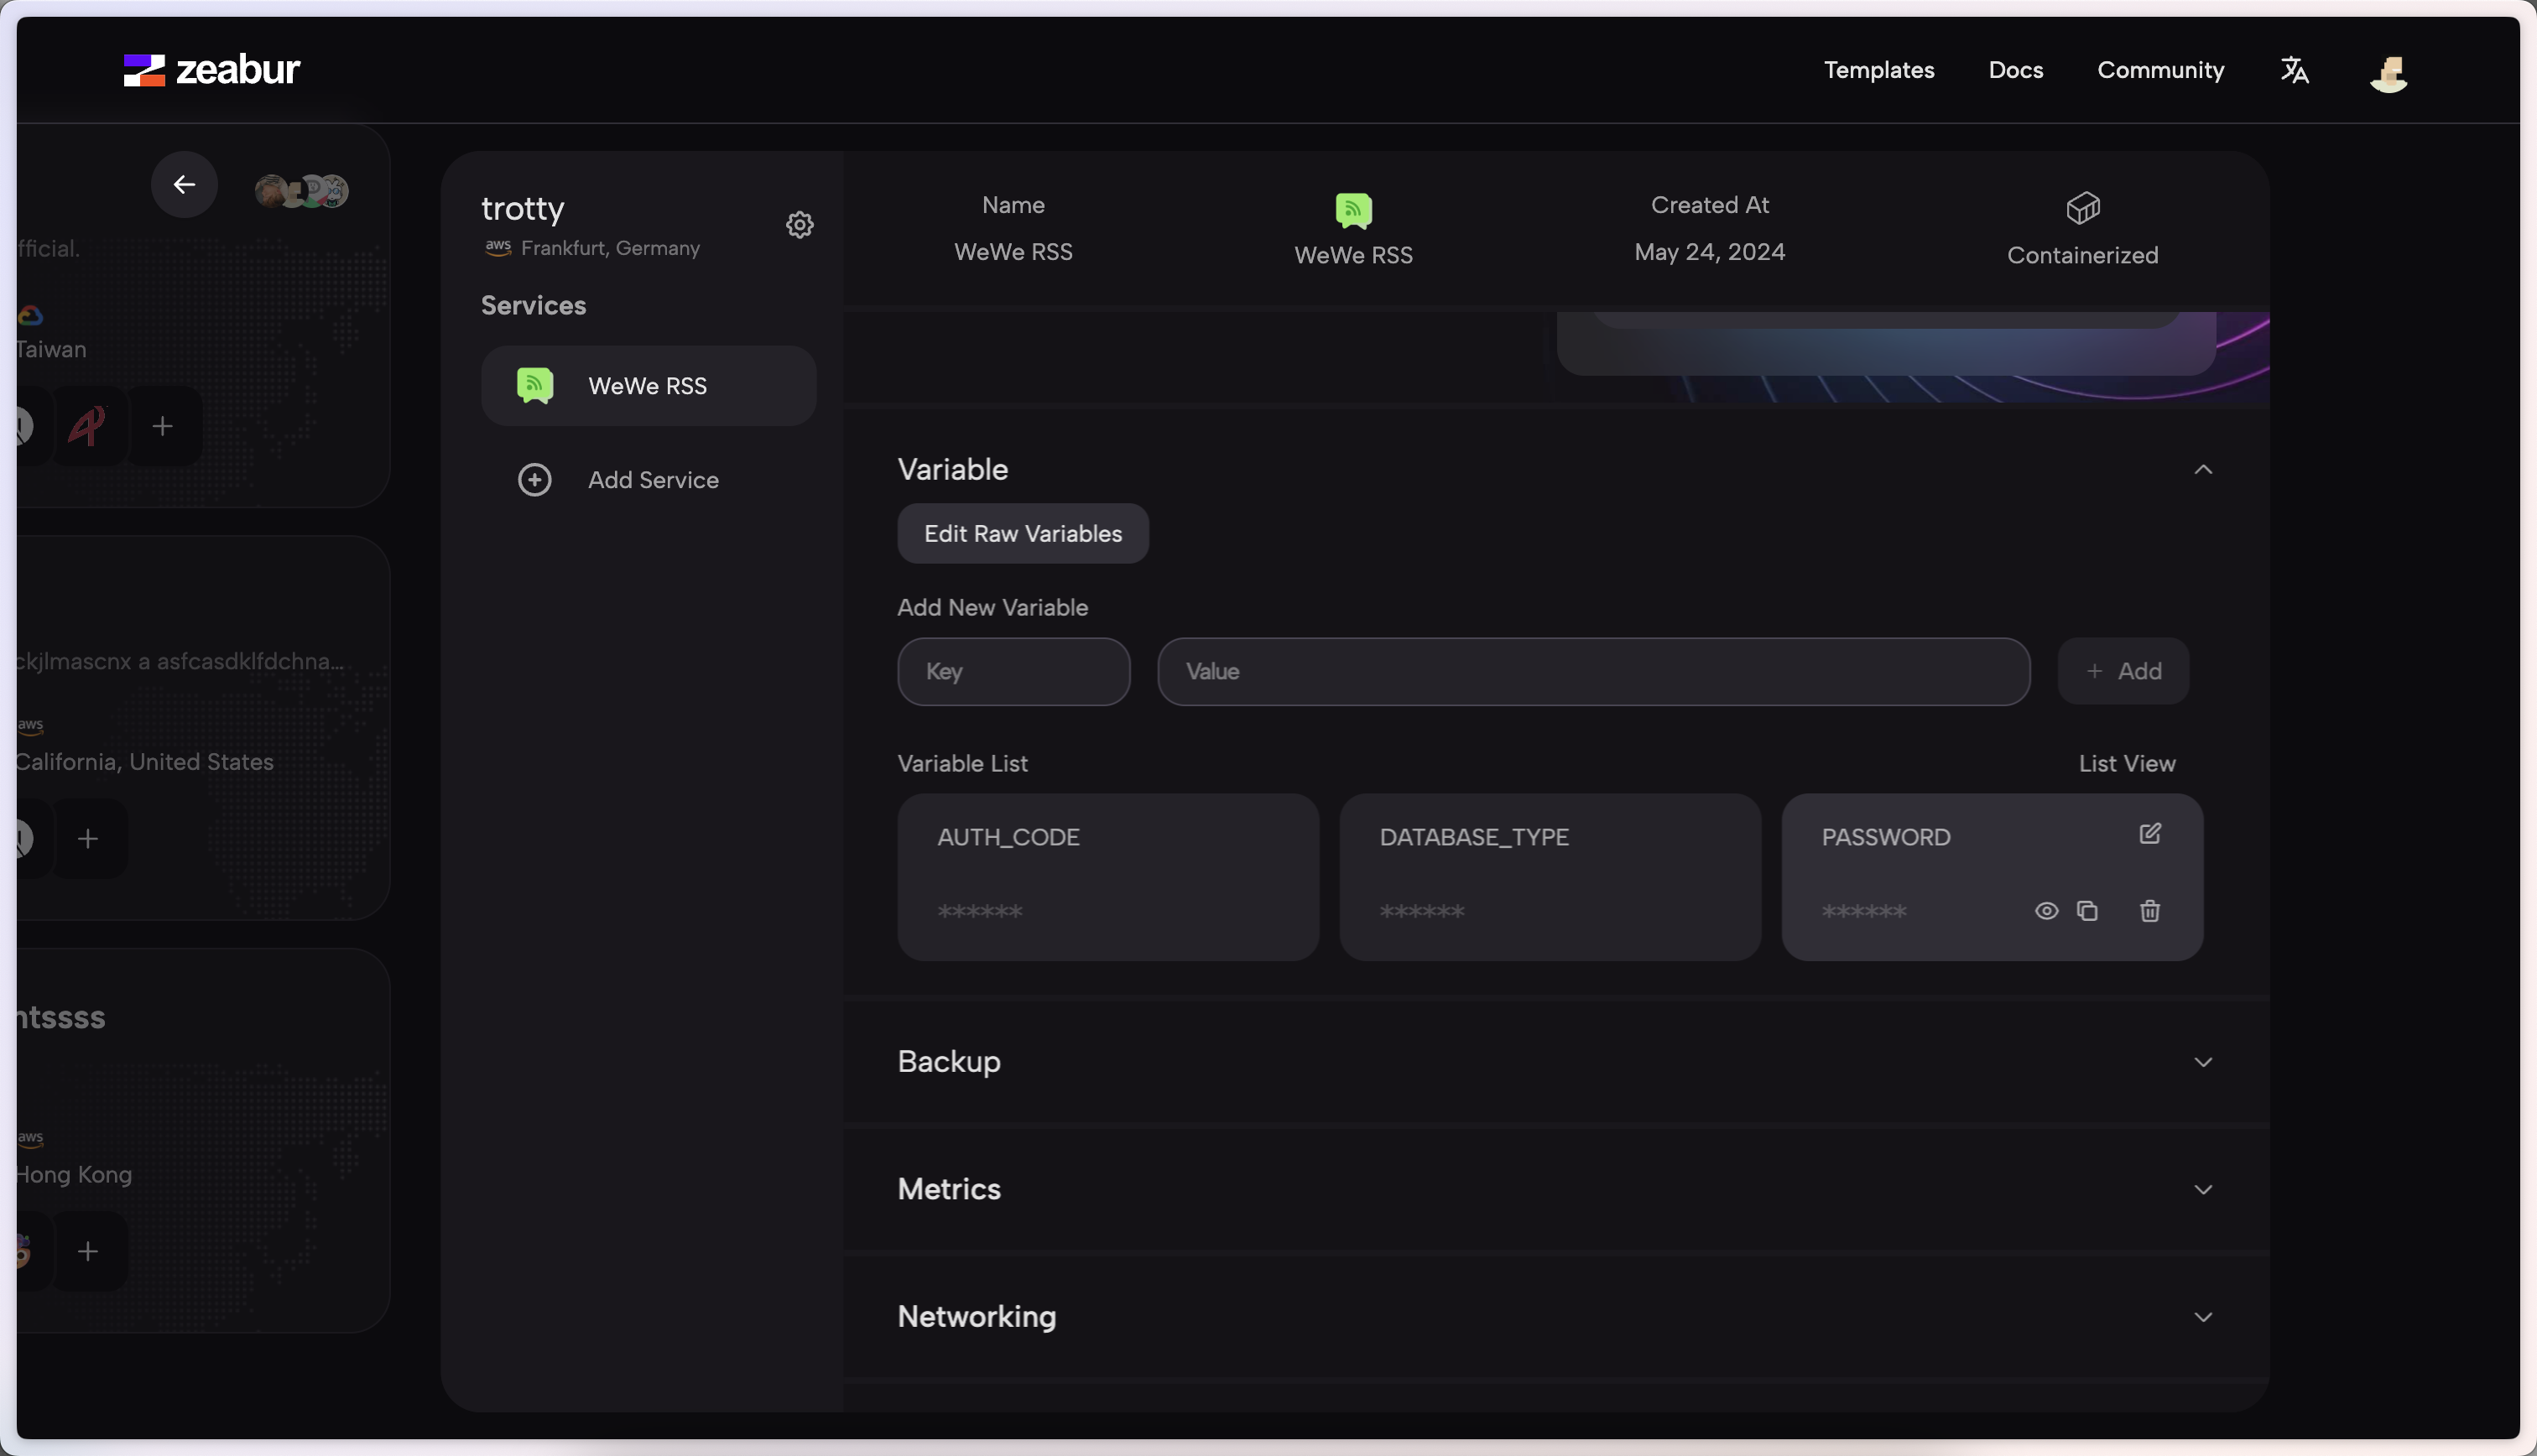 zeabur
Templates
Docs
Community
fficial.
Taiwan
ckjlmascnx a asfcasdklfdchna...
aws
California, United States
ntssss
aws
Hong Kong
trotty
aws Frankfurt, Germany
Services
WeWe RSS
Add Service
Name
WeWe RSS
WeWe RSS
Created At
May 24, 2024
Containerized
Variable
Edit Raw Variables
Add New Variable
Key
Value
+ Add
Variable List
List View
AUTH_CODE
******
DATABASE_TYPE
******
PASSWORD
******
Backup
Metrics
Networking